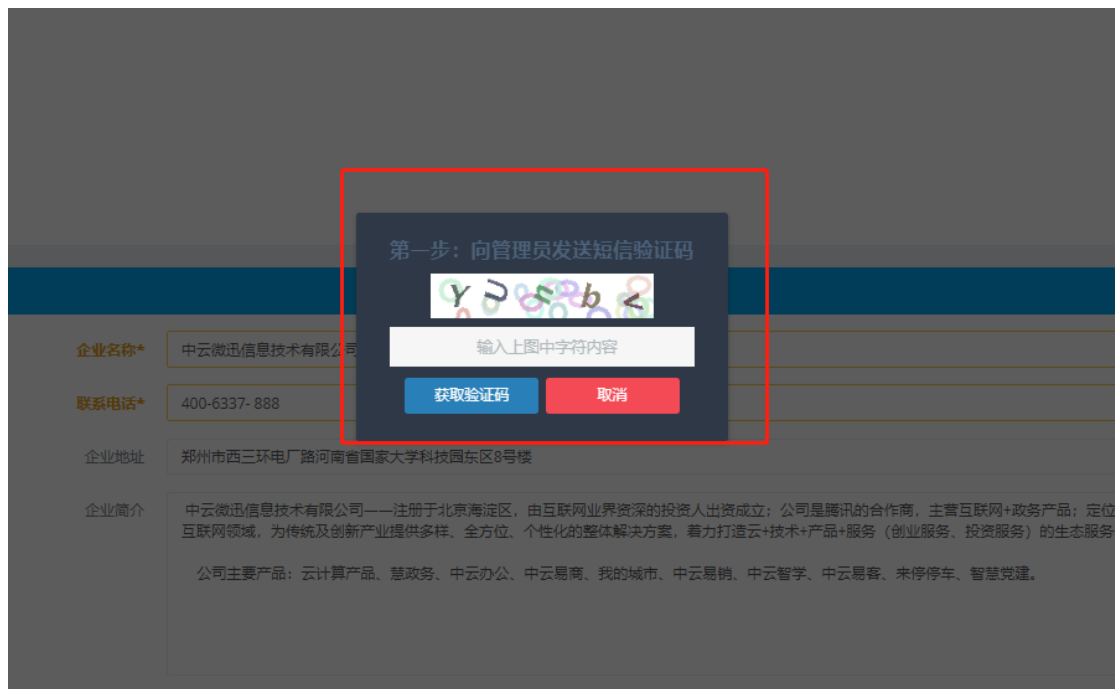 第一步：向管理员发送短信验证码
输入上图中字符内容
获取验证码
取消
企业名称*
中云微迅信息技术有限公司
联系电话*
400-6337- 888
企业地址
郑州市西三环电厂路河南省国家大学科技园东区8号楼
企业简介
中云微迅信息技术有限公司——注册于北京海淀区，由互联网业界资深的投资人出资成立；公司是腾讯的合作商，主营互联网+政务产品；定位
互联网领域，为传统及创新产业提供多样、全方位、个性化的整体解决方案，着力打造云+技术+产品+服务（创业服务、投资服务）的生态服务
公司主要产品：云计算产品、慧政务、中云办公、中云易商、我的城市、中云易销、中云智学、中云易客、来停停车、智慧党建。